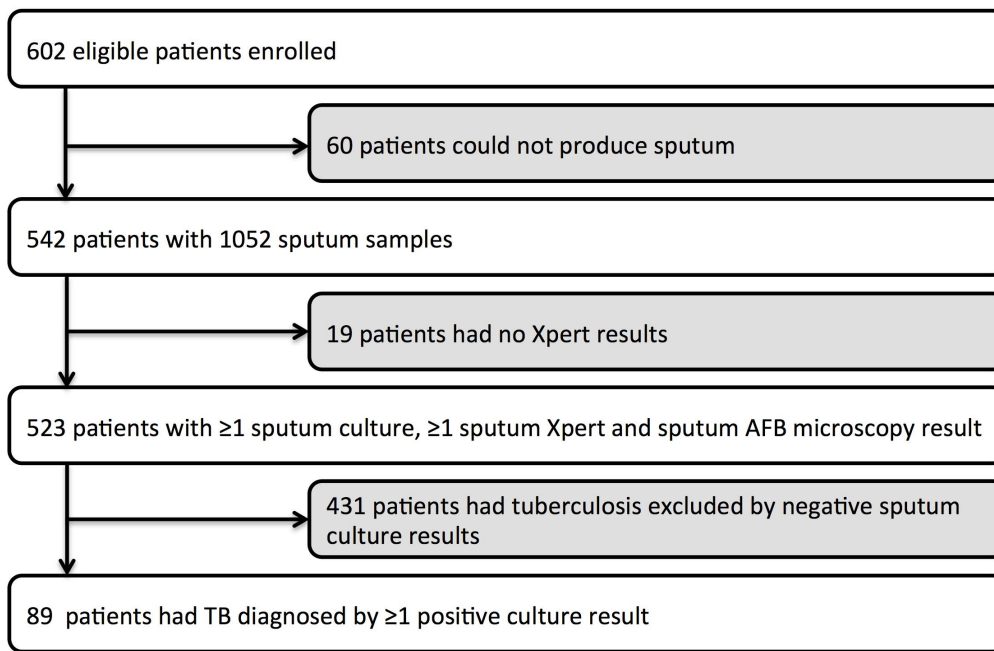 602 eligible patients enrolled
60 patients could not produce sputum
542 patients with 1052 sputum samples
19 patients had no Xpert results
523 patients with ≥1 sputum culture, ≥1 sputum Xpert and sputum AFB microscopy result
431 patients had tuberculosis excluded by negative sputum
culture results
89 patients had TB diagnosed by ≥1 positive culture result